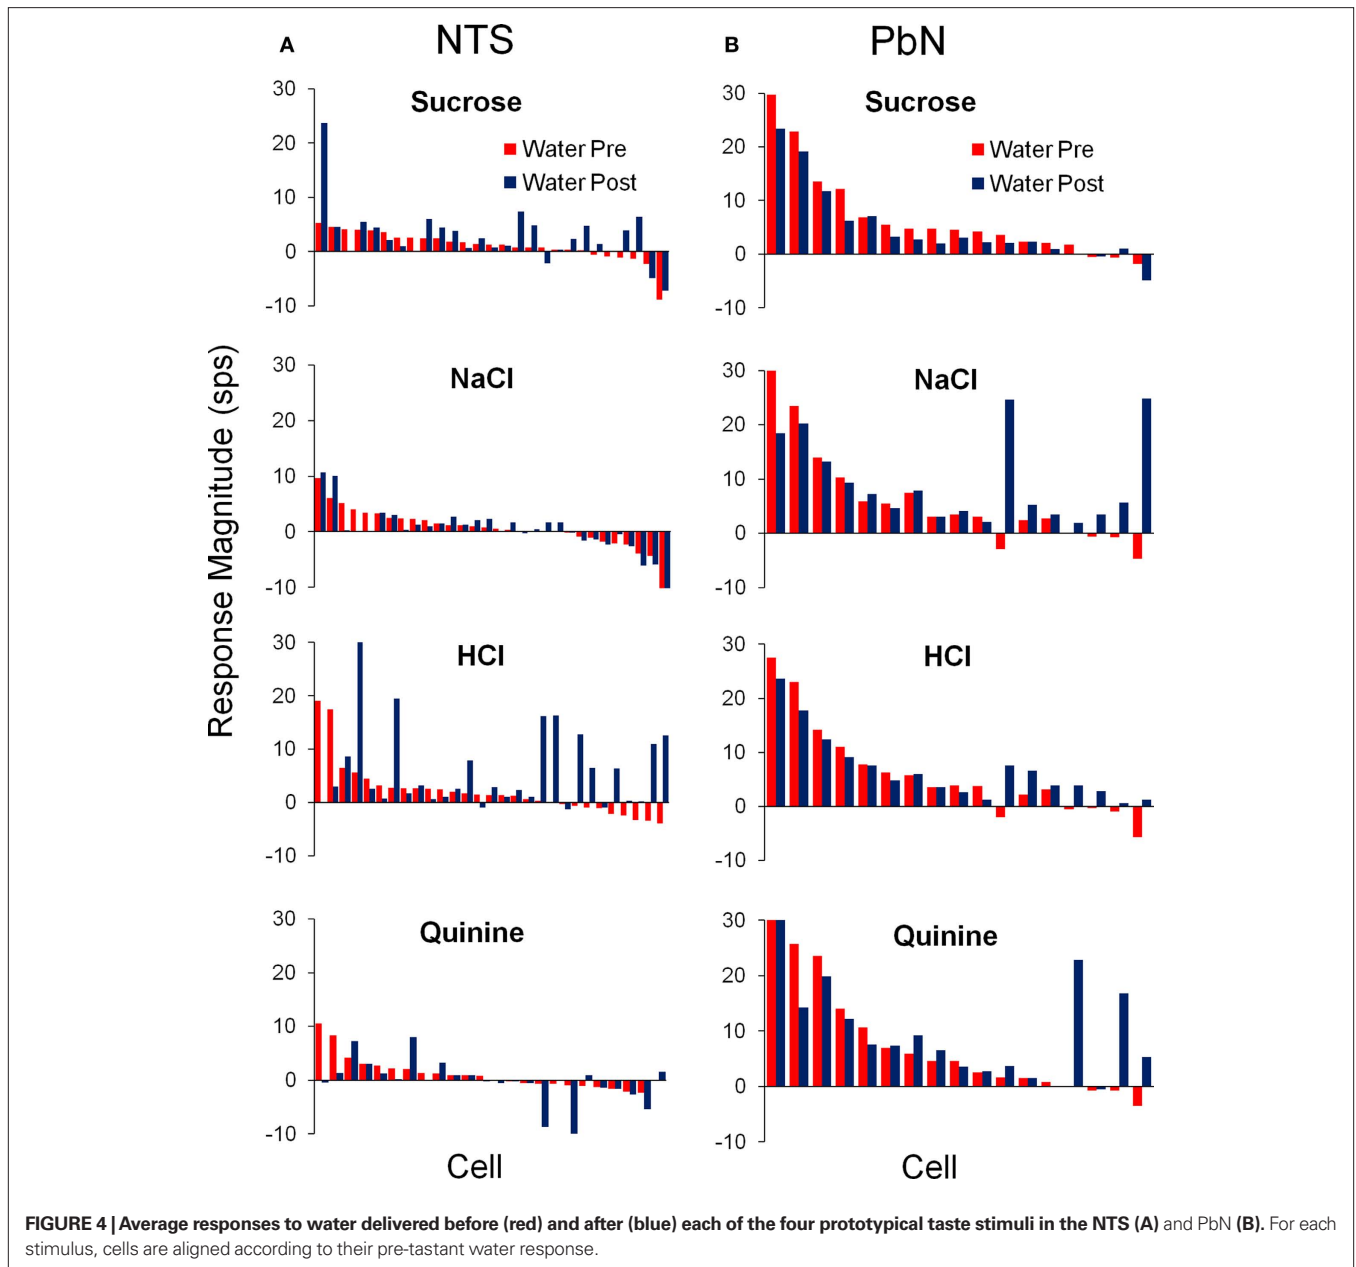 A NTS
Sucrose
Water Pre
Water Post
30
20
10
0
-10
NaCl
30
20
10
0
-10
HCl
30
20
10
0
-10
Quinine
30
20
10
0
-10
Cell
Response Magnitude (sps)
B PbN
Sucrose
Water Pre
Water Post
30
20
10
0
-10
NaCl
30
20
10
0
-10
HCl
30
20
10
0
-10
Quinine
30
20
10
0
-10
Cell
FIGURE 4 | Average responses to water delivered before (red) and after (blue) each of the four prototypical taste stimuli in the NTS (A) and PbN (B). For each
stimulus, cells are aligned according to their pre-tastant water response.